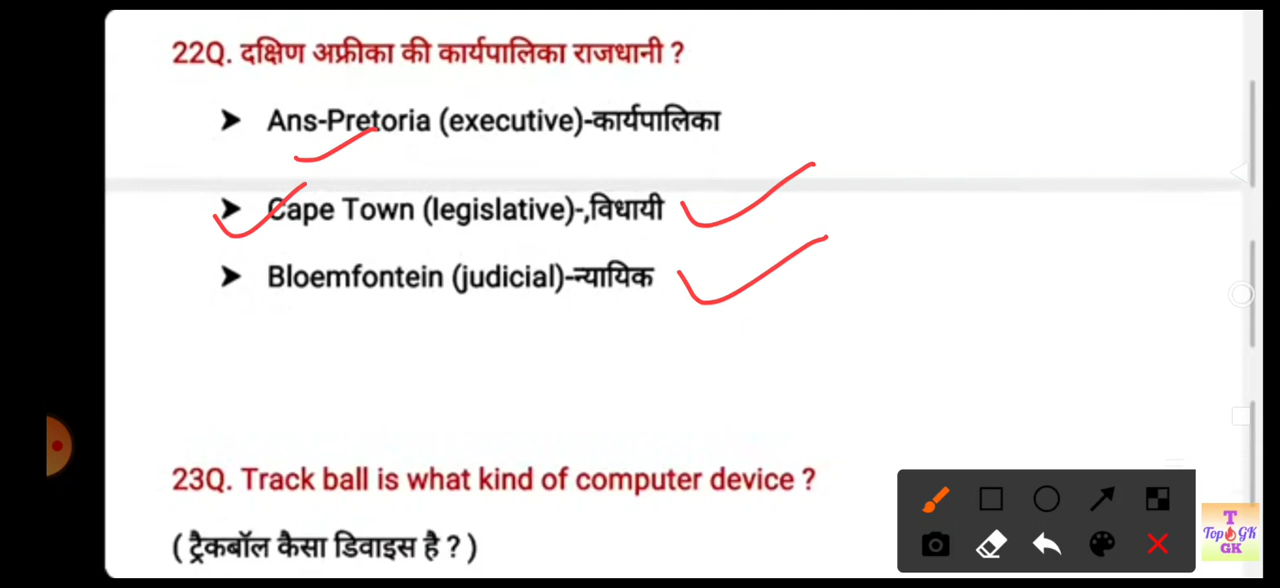 22Q. दक्षिण अफ्रीका की कार्यपालिका राजधानी ?
➤ Ans-Pretoria (executive)-कार्यपालिका
➤ Cape Town (legislative)-,विधायी
➤ Bloemfontein (judicial)-न्यायिक
23Q. Track ball is what kind of computer device ?
( ट्रैकबॉल कैसा डिवाइस है ? )
T
Top GK
GK